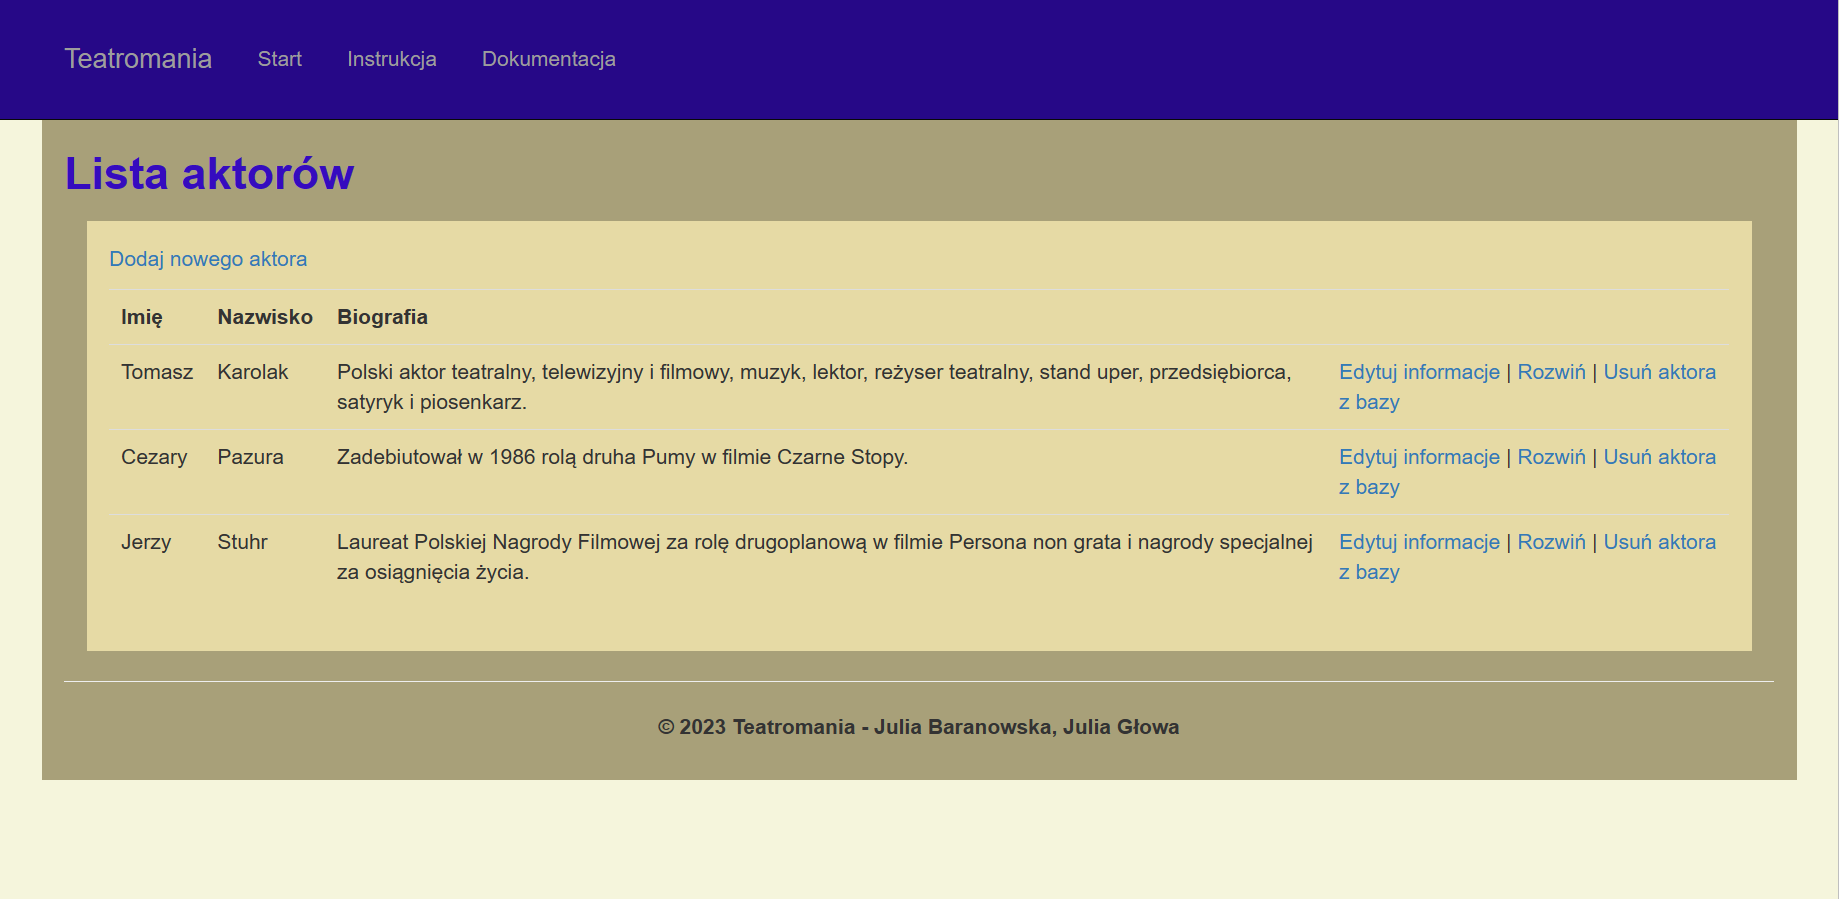 Teatromania Start Instrukcja Dokumentacja
Lista aktorów
Dodaj nowego aktora
Imię Nazwisko Biografia
Tomasz Karolak Polski aktor teatralny, telewizyjny i filmowy, muzyk, lektor, reżyser teatralny, stand uper, przedsiębiorca, Edytuj informacje | Rozwiń | Usuń aktora
satyryk i piosenkarz. z bazy
Cezary Pazura Zadebiutował w 1986 rolą druha Pumy w filmie Czarne Stopy. Edytuj informacje | Rozwiń | Usuń aktora
z bazy
Jerzy Stuhr Laureat Polskiej Nagrody Filmowej za rolę drugoplanową w filmie Persona non grata i nagrody specjalnej Edytuj informacje | Rozwiń | Usuń aktora
za osiągnięcia życia. z bazy
© 2023 Teatromania - Julia Baranowska, Julia Głowa